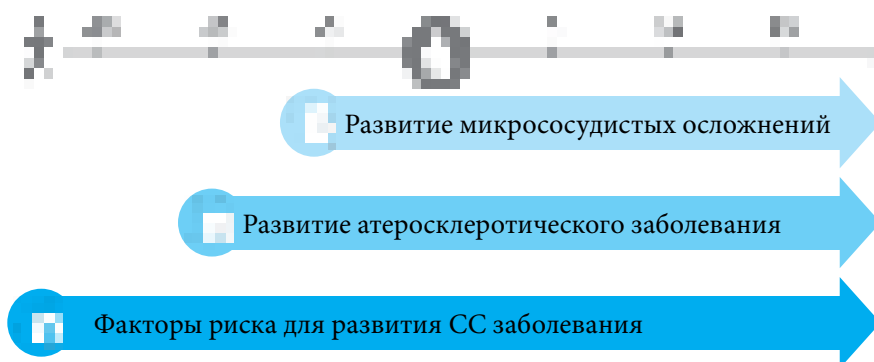 Развитие микрососудистых осложнений
Развитие атеросклеротического заболевания
Факторы риска для развития СС заболевания